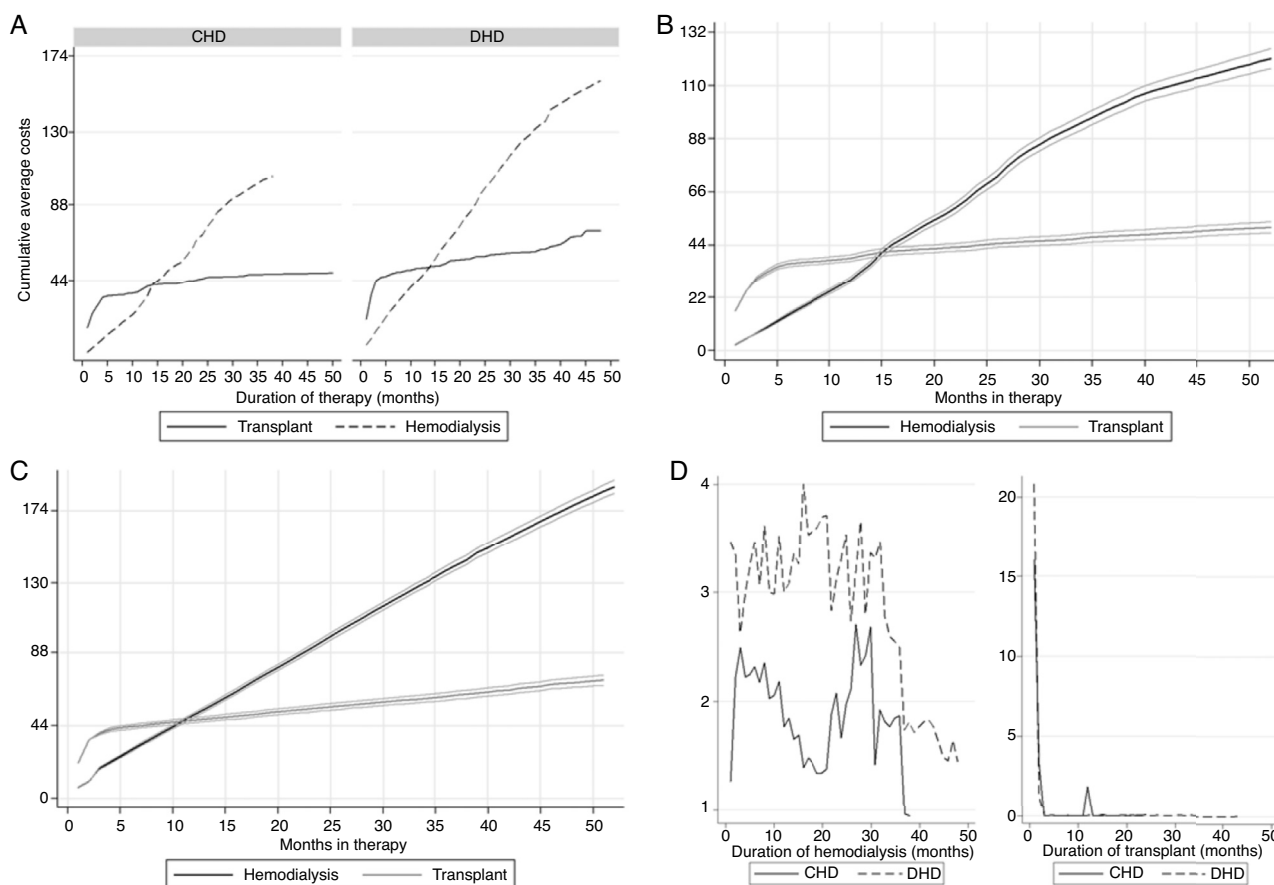 A
CHD DHD
174
130
88
44
Cumulative average costs
0 5 10 15 20 25 30 35 40 45 50 0 5 10 15 20 25 30 35 40 45 50
Duration of therapy (months)
Transplant Hemodialysis
B
132
110
88
66
44
22
0
0 5 10 15 20 25 30 35 40 45 50
Months in therapy
Hemodialysis Transplant
C
174
130
88
44
0
0 5 10 15 20 25 30 35 40 45 50
Months in therapy
Hemodialysis Transplant
D
4
3
2
1
0 10 20 30 40 50
Duration of hemodialysis (months)
CHD DHD
20
15
10
5
0
0 10 20 30 40 50
Duration of transplant (months)
CHD DHD